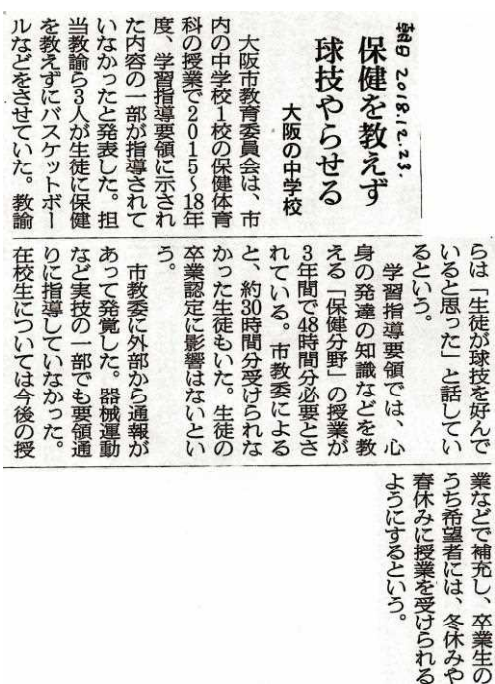 朝日 2018.12.23.
保健を教えず
球技やらせる
大阪の中学校
大阪市教育委員会は、市
内の中学校1校の保健体育
科の授業で2015〜18年
度、学習指導要領に示され
た内容の一部が指導されて
いなかったと発表した。担
当教諭ら3人が生徒に保健
を教えずにバスケットボー
ルなどをさせていた。教諭
らは「生徒が球技を好んで
いると思った」と話してい
るという。
学習指導要領では、心
身の発達の知識などを教
える「保健分野」の授業が
3年間で48時間分必要とさ
れている。市教委による
と、約30時間分受けられな
かった生徒もいた。生徒の
卒業認定に影響はないとい
う。
市教委に外部から通報が
あって発覚した。器械運動
など実技の一部でも要領通
りに指導していなかった。
在校生については今後の授
業などで補充し、卒業生の
うち希望者には、冬休みや
春休みに授業を受けられる
ようにするという。